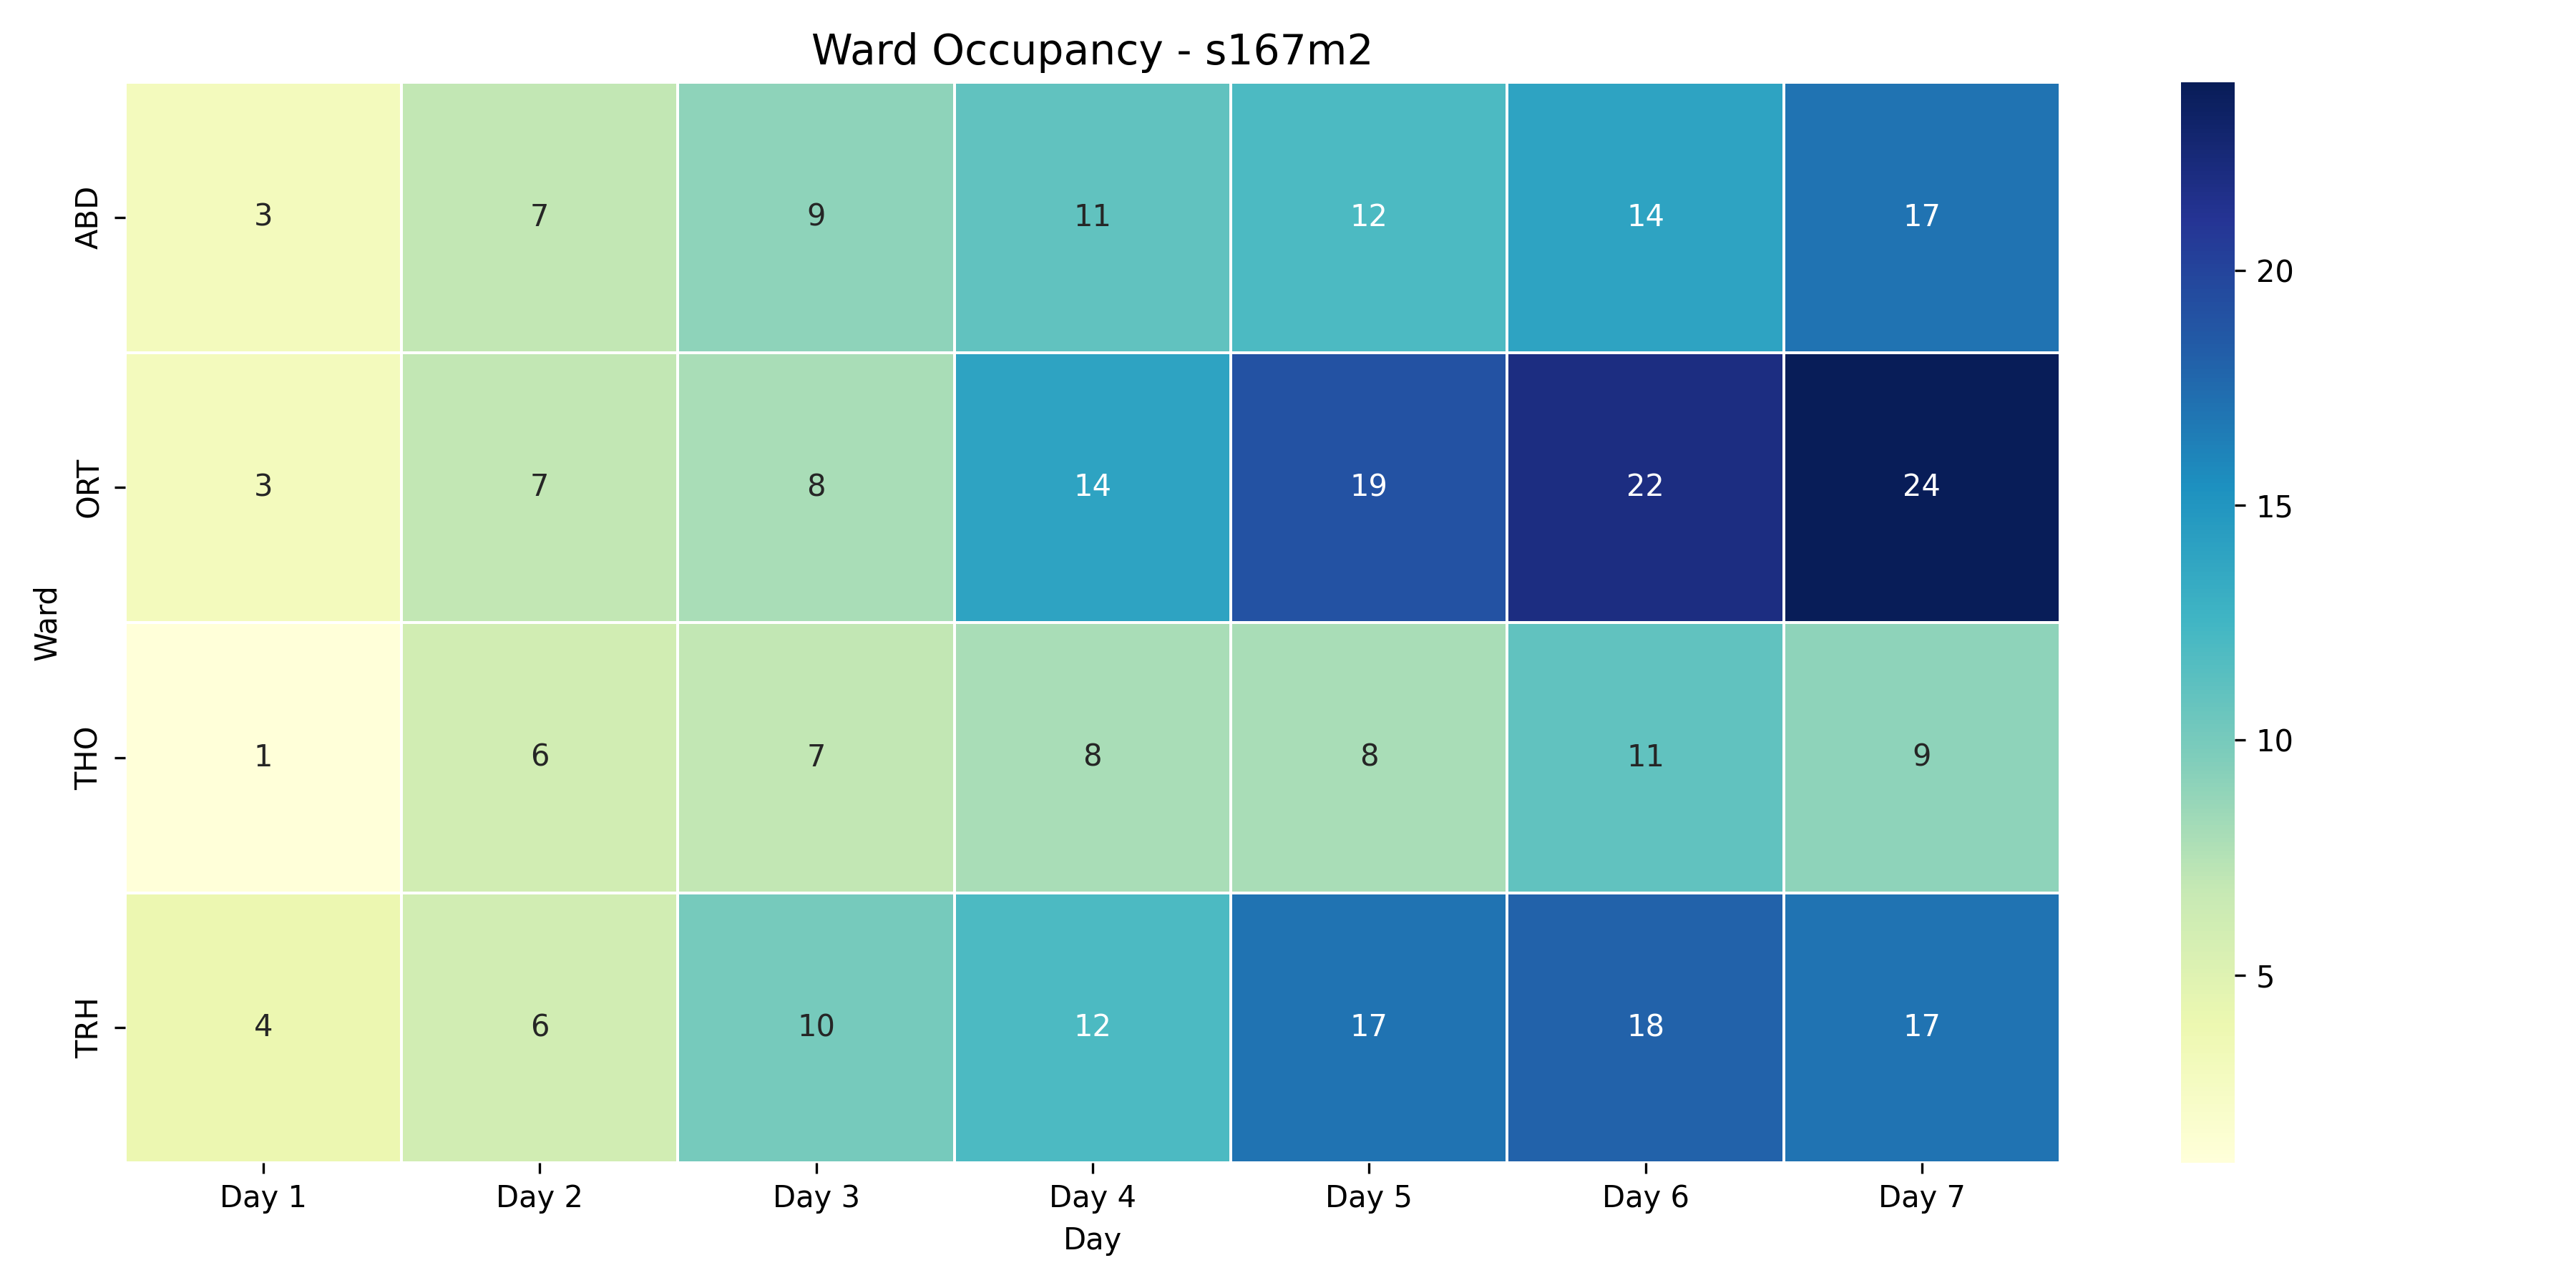 Ward Occupancy - s167m2
Ward
ABD 3 7 9 11 12 14 17
ORT 3 7 8 14 19 22 24
THO 1 6 7 8 8 11 9
TRH 4 6 10 12 17 18 17
Day 1 Day 2 Day 3 Day 4 Day 5 Day 6 Day 7
Day
20
15
10
5